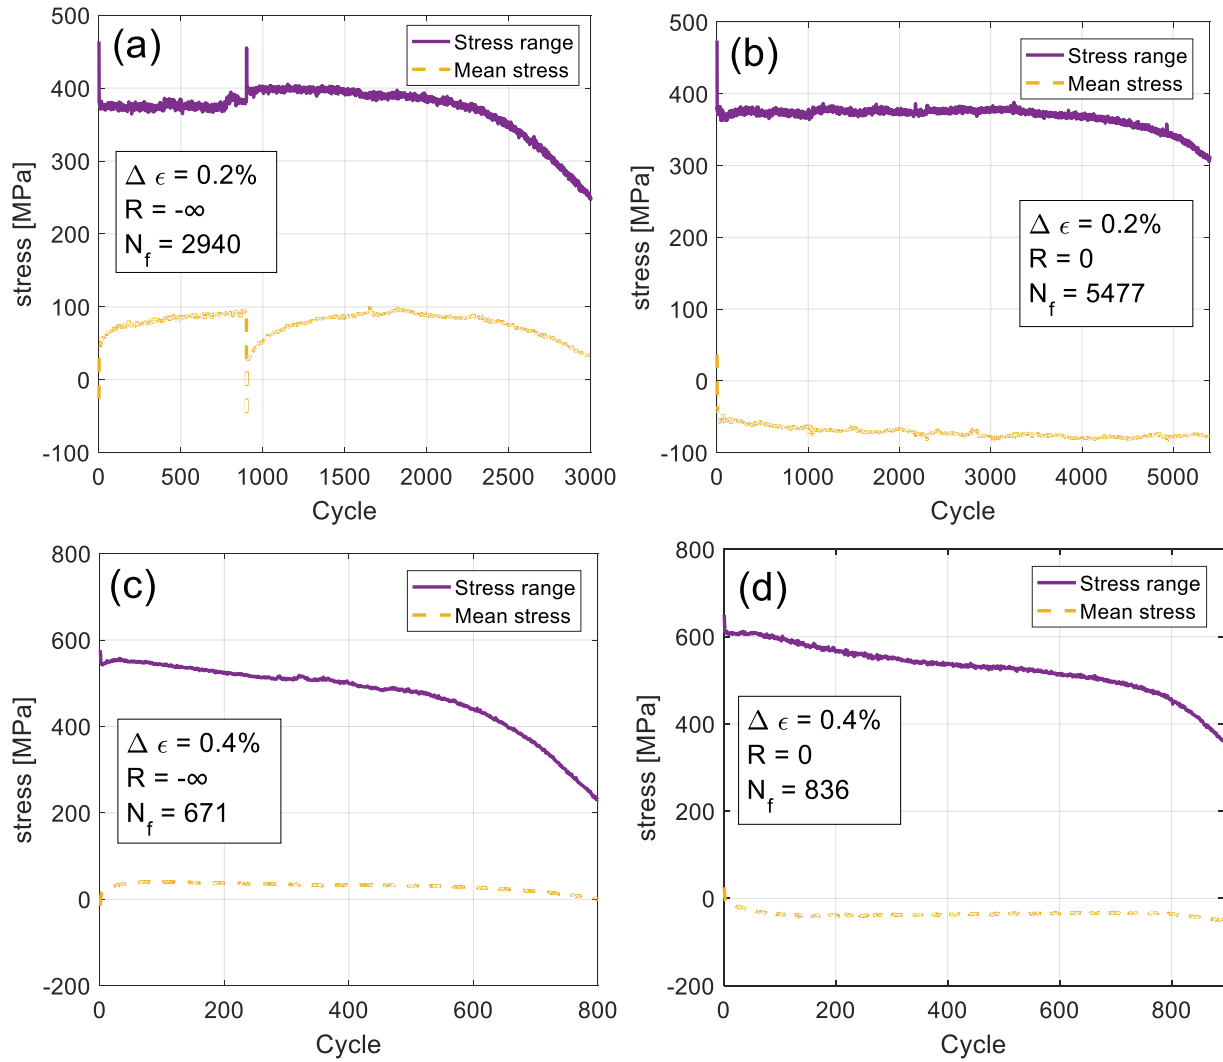 (a)
Stress range
Mean stress
Δ ϵ = 0.2%
R = -∞
N_f = 2940
500
400
300
200
100
0
-100
stress [MPa]
0 500 1000 1500 2000 2500 3000
Cycle
(b)
Stress range
Mean stress
Δ ϵ = 0.2%
R = 0
N_f = 5477
500
400
300
200
100
0
-100
stress [MPa]
0 1000 2000 3000 4000 5000
Cycle
(c)
Stress range
Mean stress
Δ ϵ = 0.4%
R = -∞
N_f = 671
800
600
400
200
0
-200
stress [MPa]
0 200 400 600 800
Cycle
(d)
Stress range
Mean stress
Δ ϵ = 0.4%
R = 0
N_f = 836
800
600
400
200
0
-200
stress [MPa]
0 200 400 600 800
Cycle